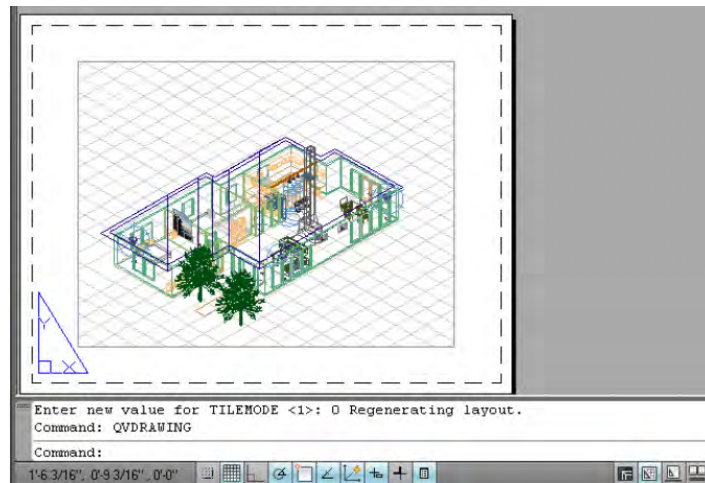 Y
X
Enter new value for TILEMODE <1>: 0 Regenerating layout.
Command: QVDRAWING
Command:
1'-6 3/16", 0'-9 3/16", 0'-0"